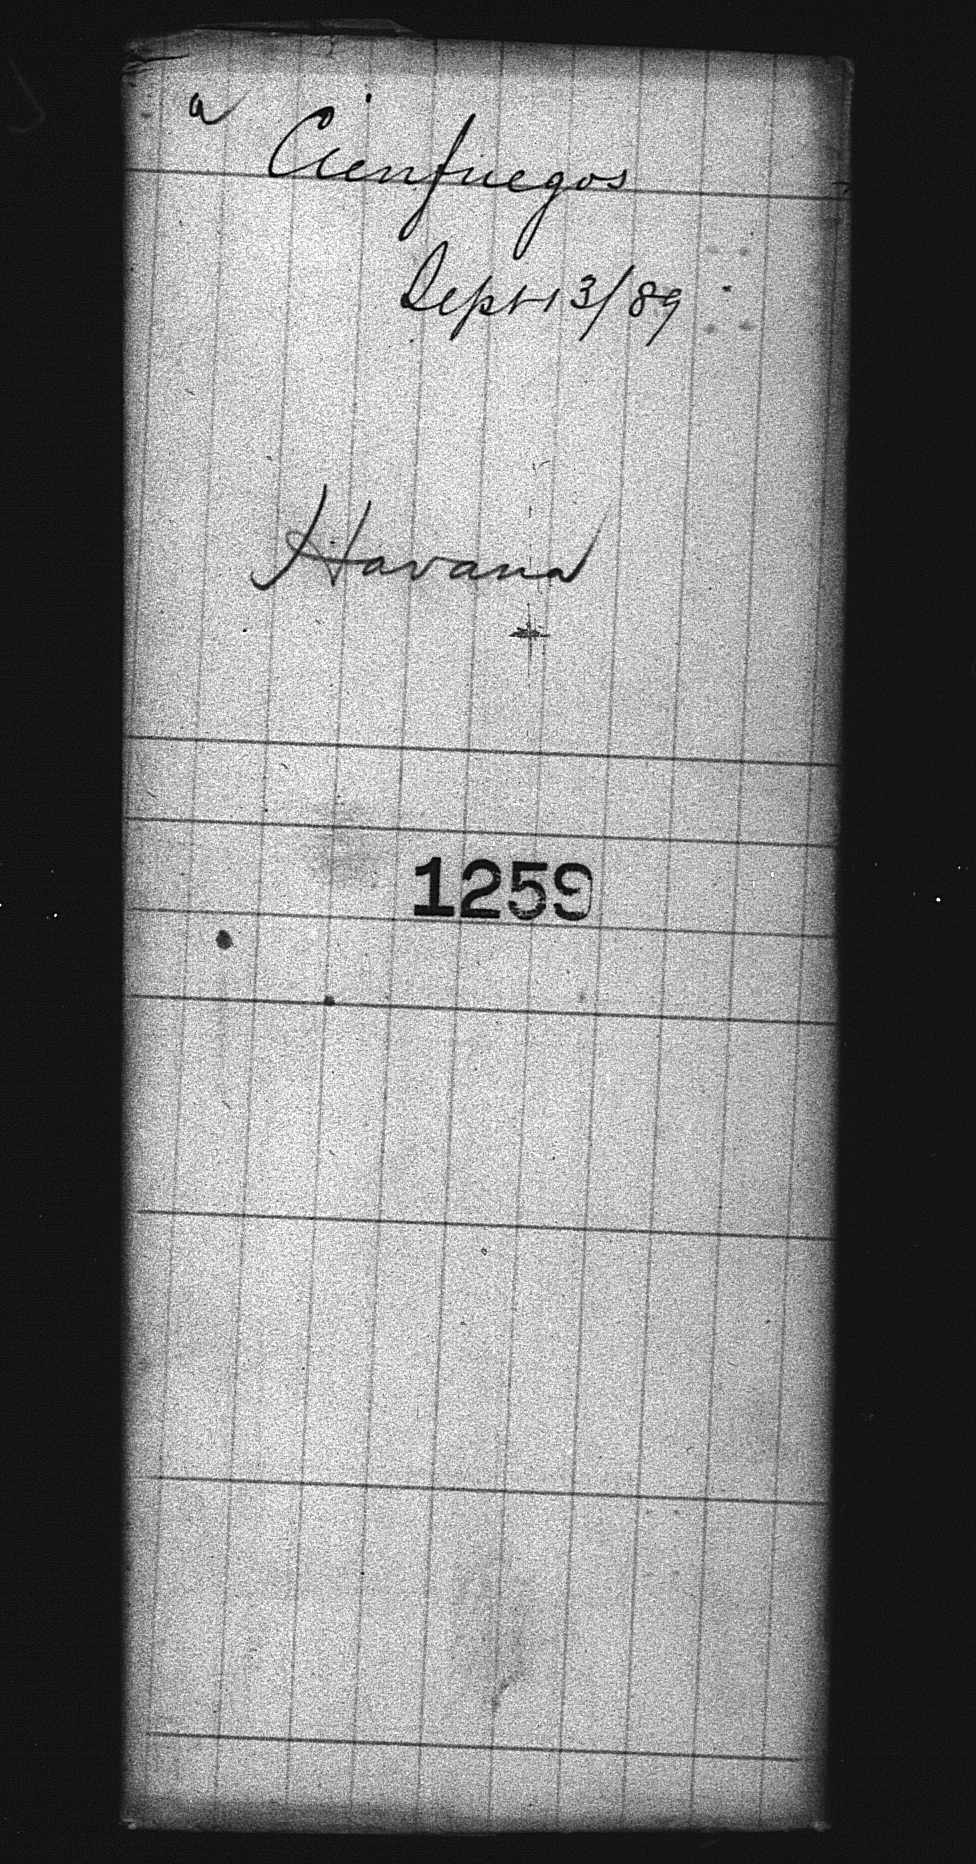 a
Cienfuegos
Sept 13/89
Havana
1259